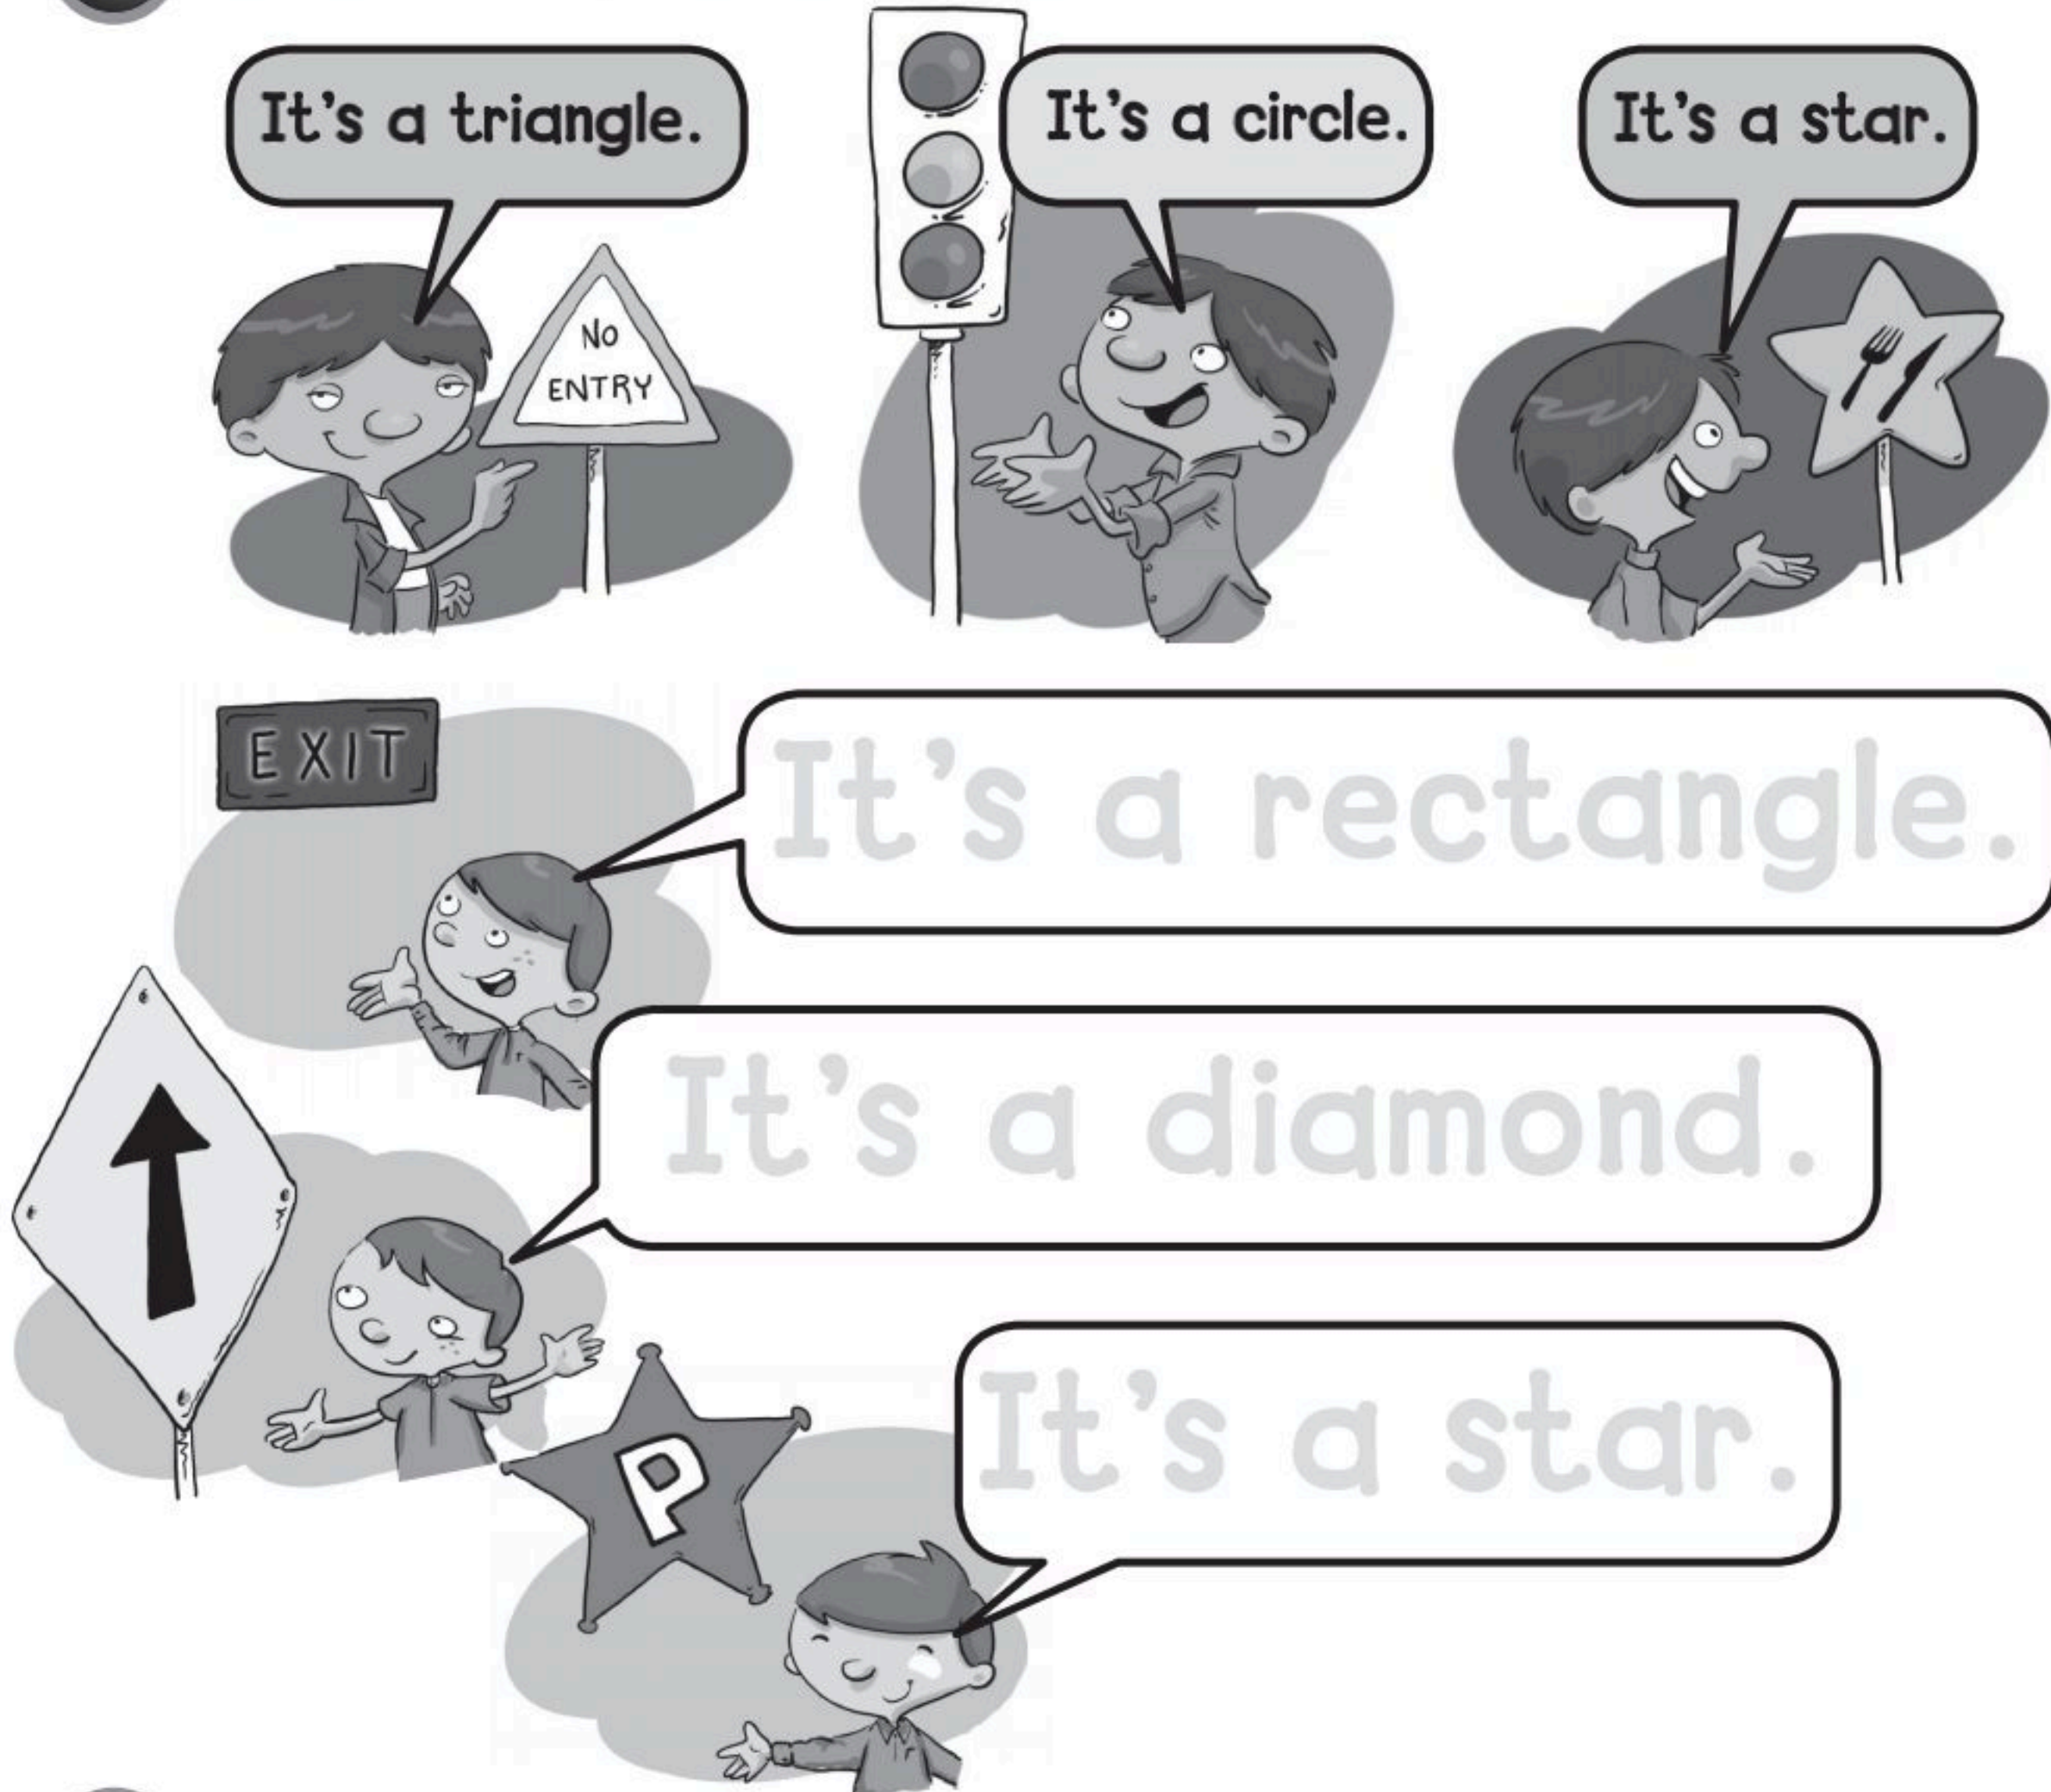 It's a triangle.
It's a circle.
It's a star.
NO
ENTRY
EXIT
It's a rectangle.
It's a diamond.
P
It's a star.